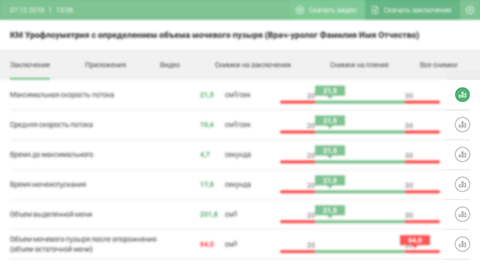 07.12.2016 | 13:06
Скачать видео
Скачать заключение
КМ Урофлоуметрия с определением объема мочевого пузыря (Врач-уролог Фамилия Имя Отчество)
Заключение Приложения Видео Снимки на заключении Снимки на пленке Все снимки
Максимальная скорость потока 21,5 см³/сек 20 21,5 30
Средняя скорость потока 10,4 см³/сек 20 21,5 30
Время до максимального 4,7 секунда 20 21,5 30
Время мочеиспускания 17,8 секунда 20 21,5 30
Объем выделенной мочи 201,8 см³ 20 21,5 30
Объем мочевого пузыря после опорожнения
(объем остаточной мочи) 64,0 см³ 20 64,0